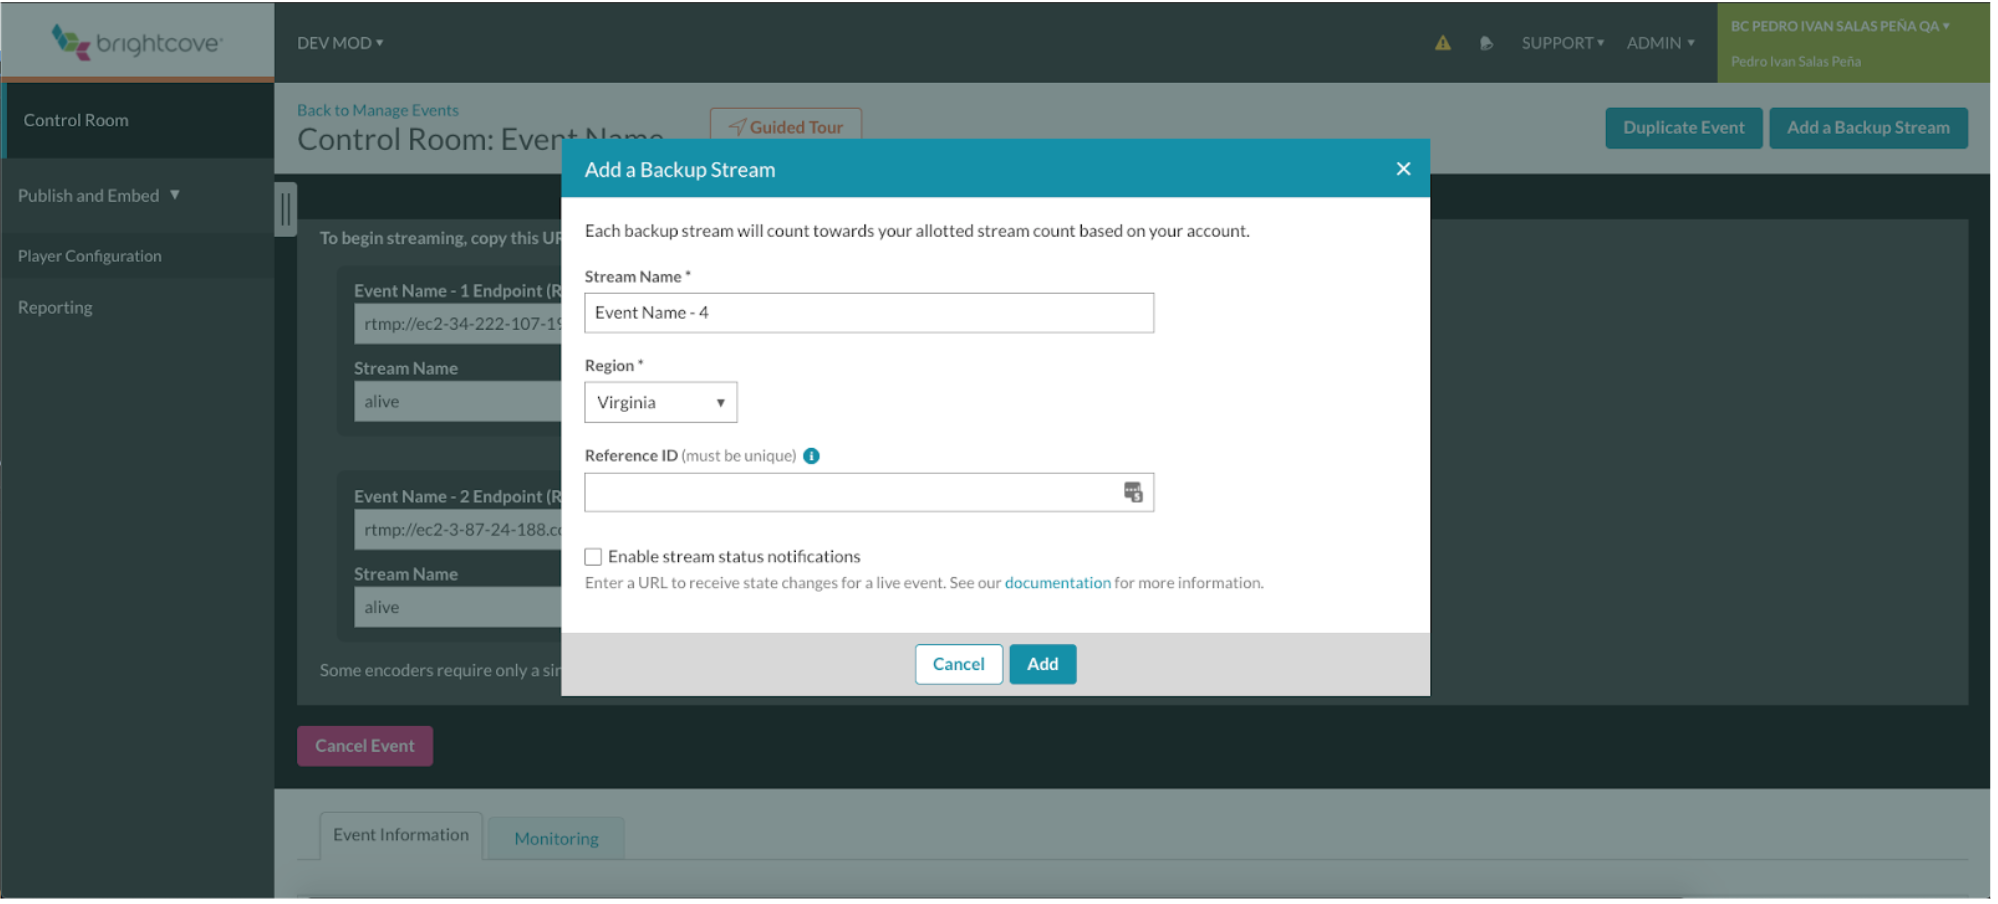 brightcove
DEV MOD ▾
SUPPORT ▾
ADMIN ▾
BC PEDRO IVAN SALAS PEÑA QA ▾
Pedro Ivan Salas Peña
Control Room
Publish and Embed ▼
Player Configuration
Reporting
Back to Manage Events
Control Room: Event Name
Guided Tour
Duplicate Event
Add a Backup Stream
To begin streaming, copy this UR
Event Name - 1 Endpoint (R
rtmp://ec2-34-222-107-19
Stream Name
alive
Event Name - 2 Endpoint (R
rtmp://ec2-3-87-24-188.co
Stream Name
alive
Some encoders require only a sin
Cancel Event
Event Information
Monitoring
Add a Backup Stream
×
Each backup stream will count towards your allotted stream count based on your account.
Stream Name *
Event Name - 4
Region *
Virginia ▼
Reference ID (must be unique) i
Enable stream status notifications
Enter a URL to receive state changes for a live event. See our documentation for more information.
Cancel
Add